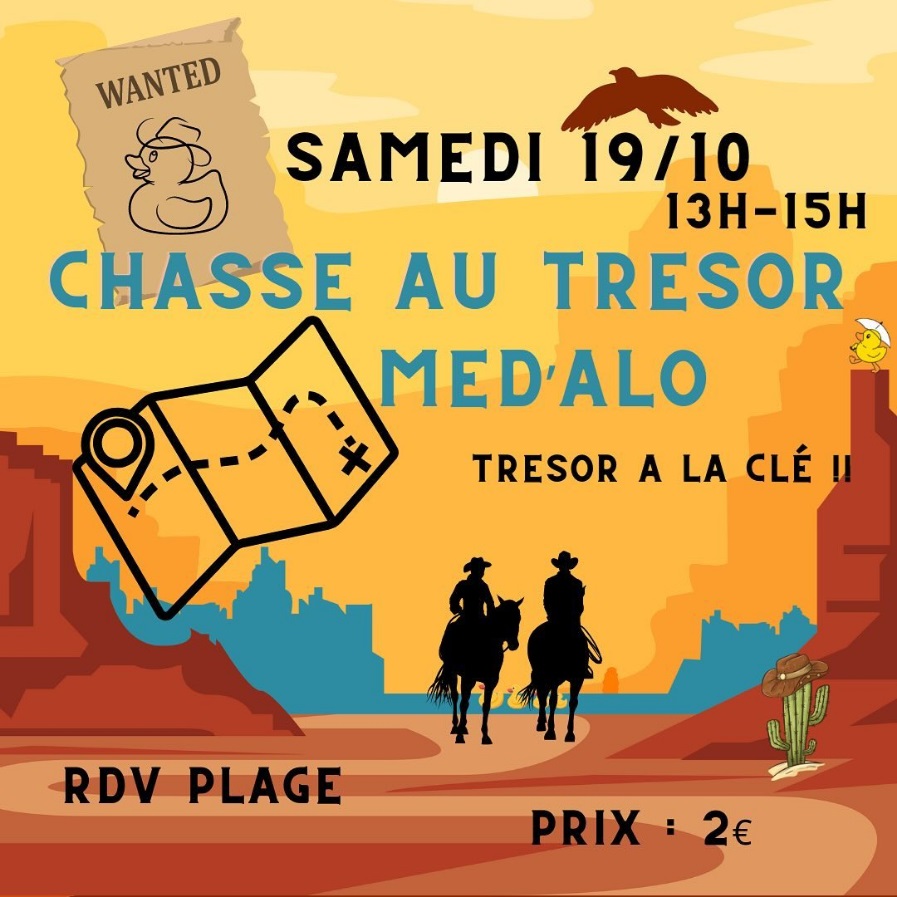 WANTED
SAMEDI 19/10
13H-15H
CHASSE AU TRESOR
MED'ALO
TRESOR A LA CLÉ !!
RDV PLAGE
PRIX : 2€